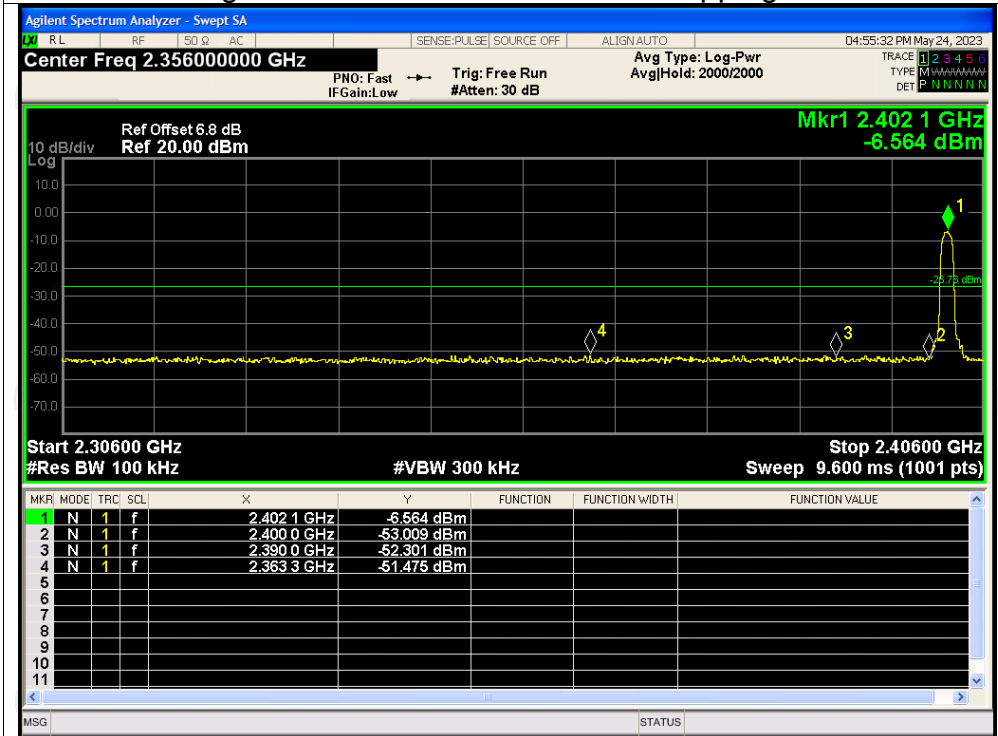 Agilent Spectrum Analyzer - Swept SA
LXI RL RF 50 Ω AC SENSE:PULSE SOURCE OFF ALIGN AUTO 04:55:32 PM May 24, 2023
Center Freq 2.356000000 GHz
PNO: Fast Trig: Free Run
IFGain:Low #Atten: 30 dB
Avg Type: Log-Pwr
Avg|Hold: 2000/2000
TRACE 1 2 3 4 5 6
TYPE M
DET P N N N N N
Mkr1 2.402 1 GHz
-6.564 dBm
Ref Offset 6.8 dB
10 dB/div Ref 20.00 dBm
Log
10.0
0.00
-10.0
-20.0
-30.0
-40.0
-50.0
-60.0
-70.0
1
dBm
4
3
2
Start 2.30600 GHz Stop 2.40600 GHz
#Res BW 100 kHz #VBW 300 kHz Sweep 9.600 ms (1001 pts)
MKR MODE TRC SCL X Y FUNCTION FUNCTION WIDTH FUNCTION VALUE
1 N 1 f 2.402 1 GHz -6.564 dBm
2 N 1 f 2.400 0 GHz -53.009 dBm
3 N 1 f 2.390 0 GHz -52.301 dBm
4 N 1 f 2.363 3 GHz -51.475 dBm
5
6
7
8
9
10
11
MSG STATUS